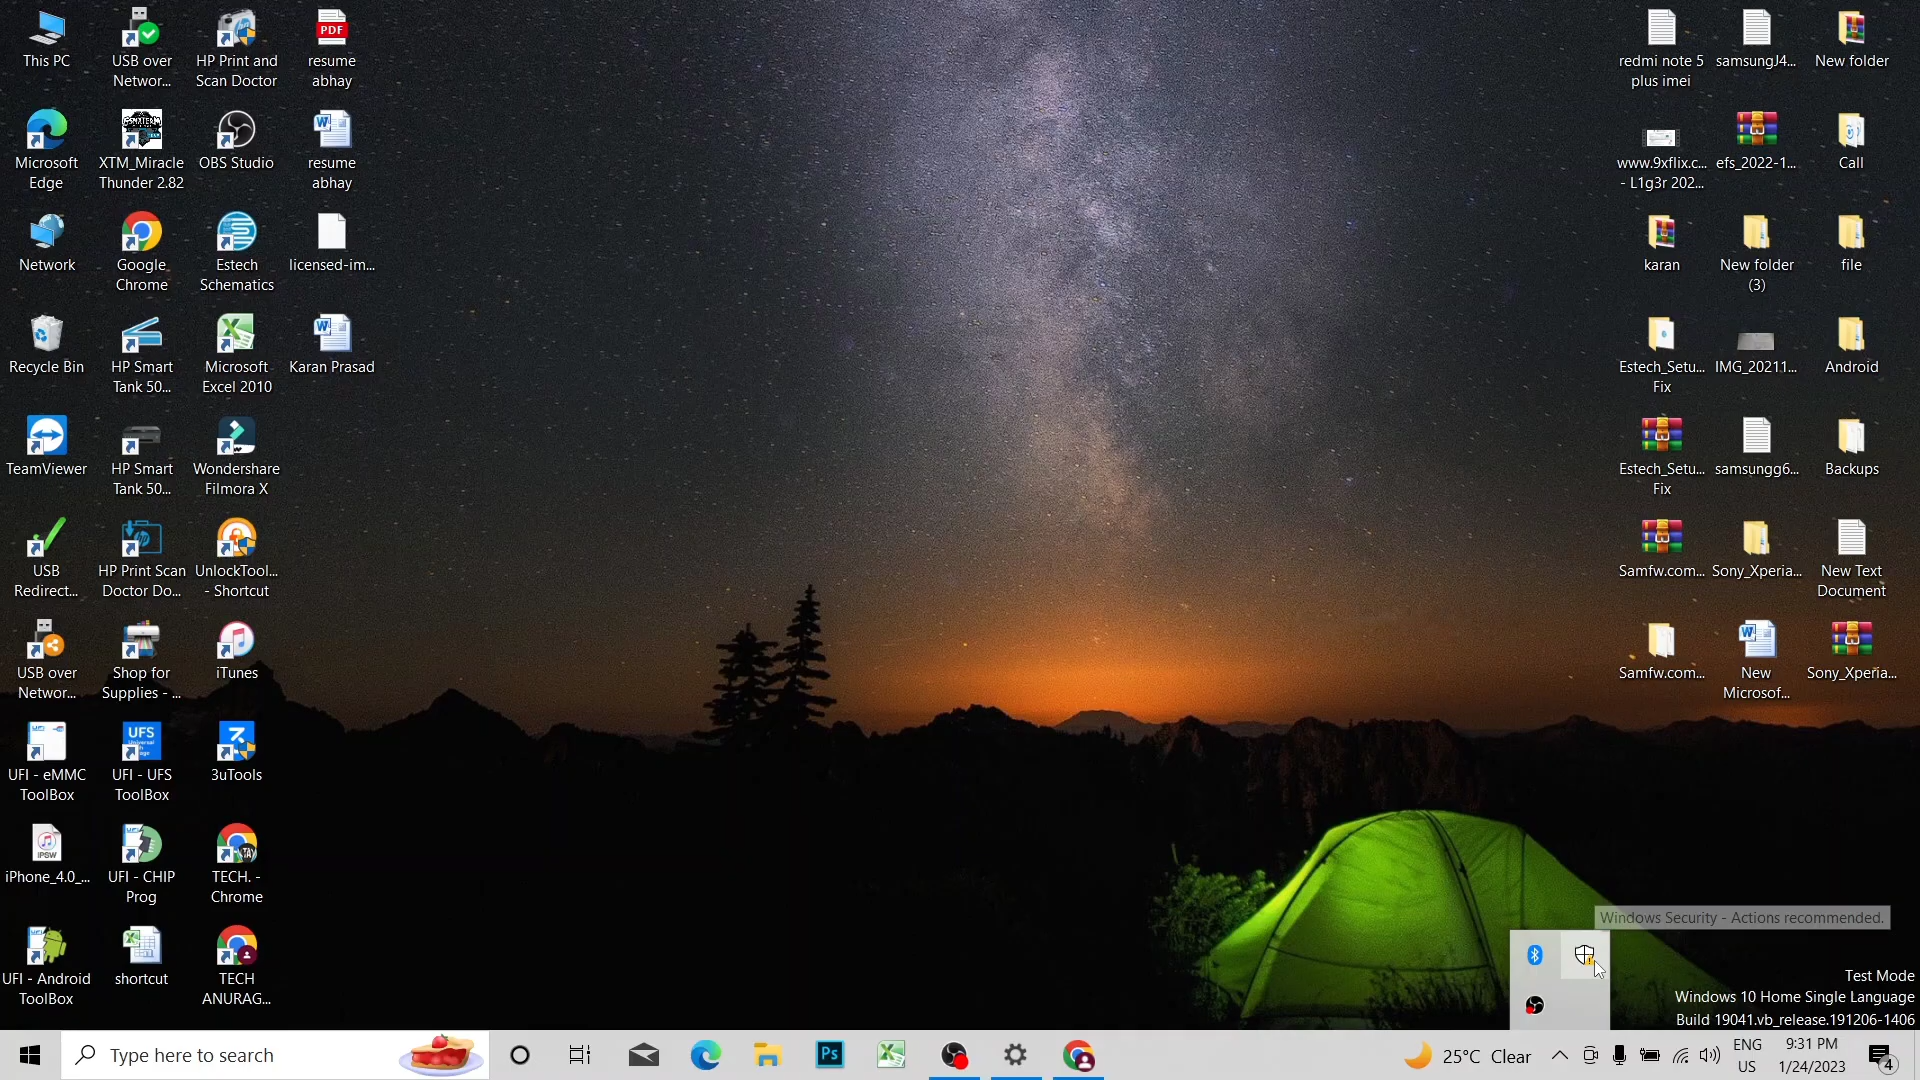 This PC
USB over
Networ...
HP Print and
Scan Doctor
PDF
resume
abhay
Microsoft
Edge
XTM_Miracle
Thunder 2.82
OBS Studio
resume
abhay
Network
Google
Chrome
Estech
Schematics
licensed-im...
Recycle Bin
HP Smart
Tank 50...
Microsoft
Excel 2010
Karan Prasad
TeamViewer
HP Smart
Tank 50...
Wondershare
Filmora X
USB
Redirect...
HP Print Scan
Doctor Do...
UnlockTool...
- Shortcut
USB over
Networ...
Shop for
Supplies - ...
iTunes
UFI - eMMC
ToolBox
UFS
UFI - UFS
ToolBox
3uTools
IPSW
iPhone_4.0_...
UFI - CHIP
Prog
TECH. -
Chrome
UFI - Android
ToolBox
shortcut
TECH
ANURAG...
redmi note 5
plus imei
samsungJ4...
New folder
www.9xflix.c...
- L1g3r 202...
efs_2022-1...
Call
karan
New folder
(3)
file
Estech_Setu...
Fix
IMG_20211...
Android
Estech_Setu...
Fix
samsungg6...
Backups
Samfw.com...
Sony_Xperia...
New Text
Document
Samfw.com...
New
Microsof...
Sony_Xperia...
Windows Security - Actions recommended.
Test Mode
Windows 10 Home Single Language
Build 19041.vb_release.191206-1406
Type here to search
Ps
25°C Clear
ENG
US
9:31 PM
1/24/2023
4